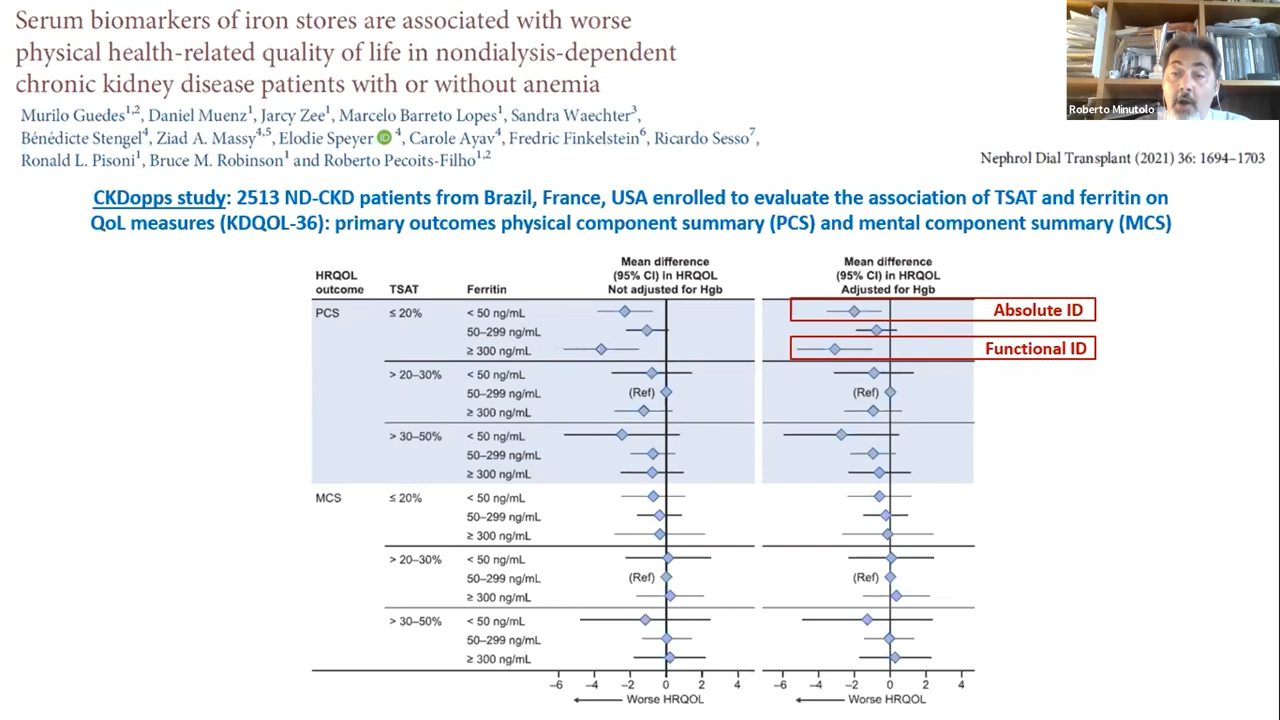 Serum biomarkers of iron stores are associated with worse
physical health-related quality of life in nondialysis-dependent
chronic kidney disease patients with or without anemia
Murilo Guedes1,2, Daniel Muenz1, Jarcy Zee1, Marcelo Barreto Lopes1, Sandra Waechter3,
Bénédicte Stengel4, Ziad A. Massy4,5, Elodie Speyer iD 4, Carole Ayav4, Fredric Finkelstein6, Ricardo Sesso7,
Ronald L. Pisoni1, Bruce M. Robinson1 and Roberto Pecoits-Filho1,2
Roberto Minutolo
Nephrol Dial Transplant (2021) 36: 1694–1703
CKDopps study: 2513 ND-CKD patients from Brazil, France, USA enrolled to evaluate the association of TSAT and ferritin on
QoL measures (KDQOL-36): primary outcomes physical component summary (PCS) and mental component summary (MCS)
HRQOL outcome TSAT Ferritin
Mean difference (95% CI) in HRQOL Not adjusted for Hgb
Mean difference (95% CI) in HRQOL Adjusted for Hgb
PCS ≤ 20% < 50 ng/mL Absolute ID
50–299 ng/mL
≥ 300 ng/mL Functional ID
> 20–30% < 50 ng/mL
50–299 ng/mL (Ref) (Ref)
≥ 300 ng/mL
> 30–50% < 50 ng/mL
50–299 ng/mL
≥ 300 ng/mL
MCS ≤ 20% < 50 ng/mL
50–299 ng/mL
≥ 300 ng/mL
> 20–30% < 50 ng/mL
50–299 ng/mL (Ref) (Ref)
≥ 300 ng/mL
> 30–50% < 50 ng/mL
50–299 ng/mL
≥ 300 ng/mL
−6 −4 −2 0 2 4 −6 −4 −2 0 2 4
Worse HRQOL Worse HRQOL